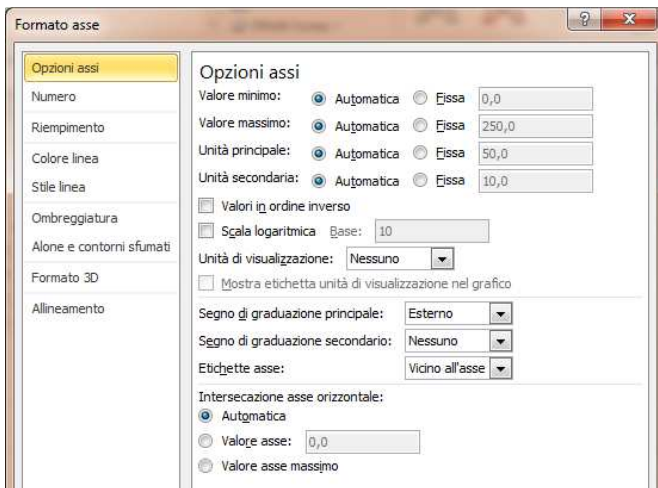 Formato asse
Opzioni assi
Numero
Riempimento
Colore linea
Stile linea
Ombreggiatura
Alone e contorni sfumati
Formato 3D
Allineamento
Opzioni assi
Valore minimo: Automatica Fissa 0,0
Valore massimo: Automatica Fissa 250,0
Unità principale: Automatica Fissa 50,0
Unità secondaria: Automatica Fissa 10,0
Valori in ordine inverso
Scala logaritmica Base: 10
Unità di visualizzazione: Nessuno
Mostra etichetta unità di visualizzazione nel grafico
Segno di graduazione principale: Esterno
Segno di graduazione secondario: Nessuno
Etichette asse: Vicino all'asse
Intersecazione asse orizzontale:
Automatica
Valore asse: 0,0
Valore asse massimo